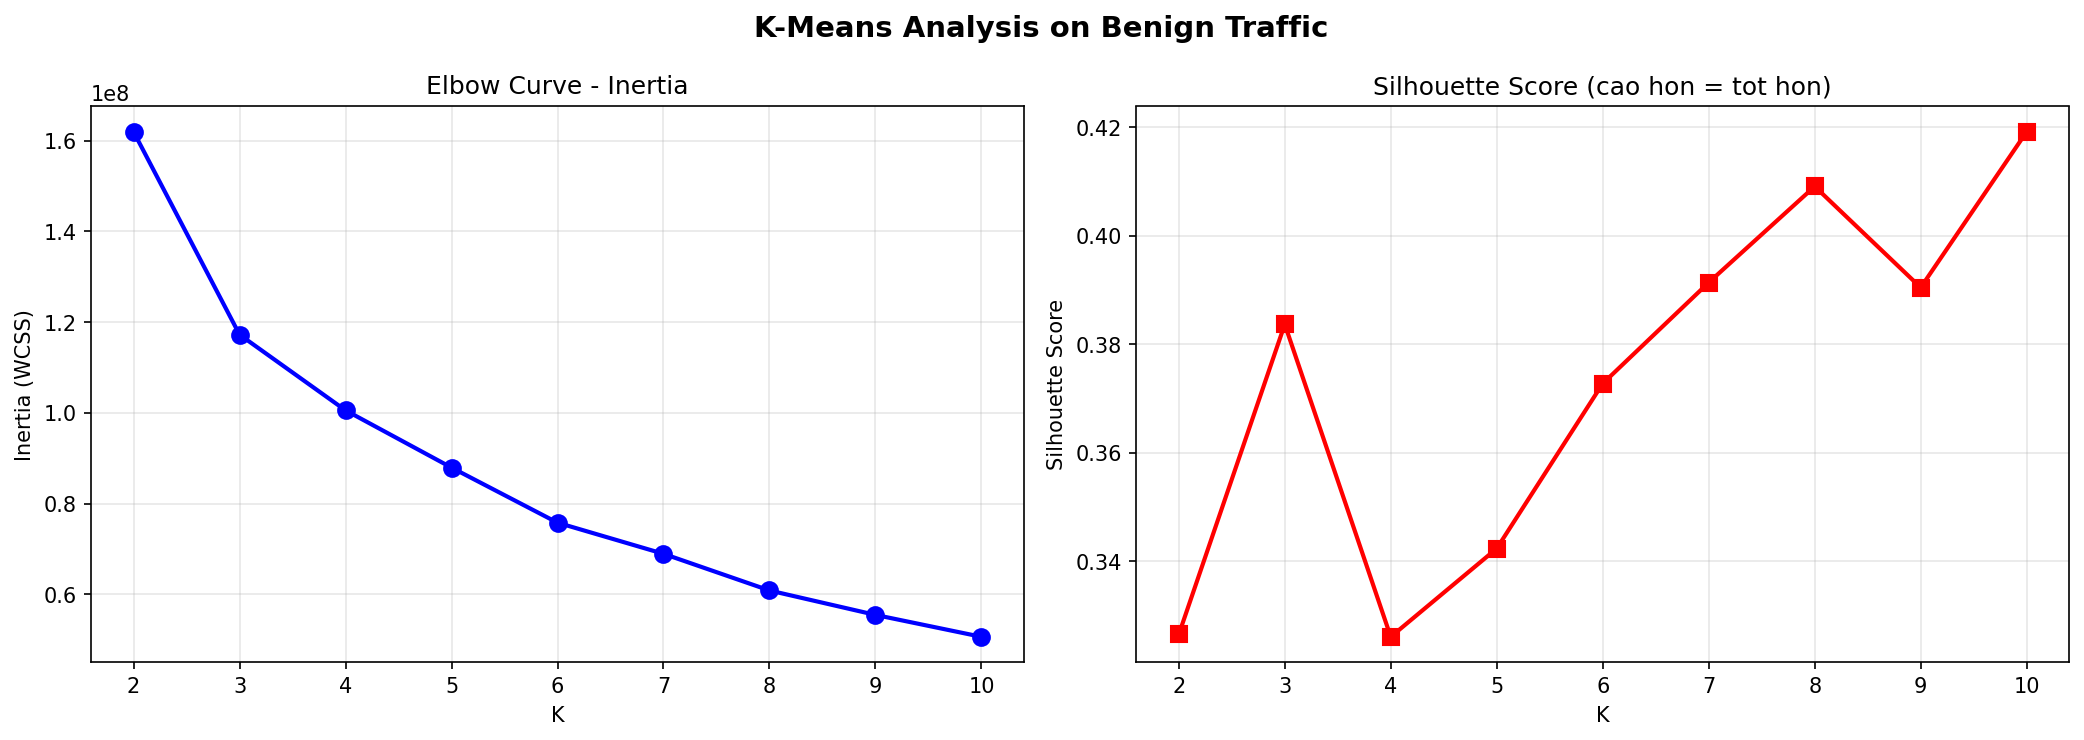 K-Means Analysis on Benign Traffic
Elbow Curve - Inertia
1e8
1.6
1.4
1.2
1.0
0.8
0.6
Inertia (WCSS)
2 3 4 5 6 7 8 9 10
K
Silhouette Score (cao hon = tot hon)
0.42
0.40
0.38
0.36
0.34
Silhouette Score
2 3 4 5 6 7 8 9 10
K